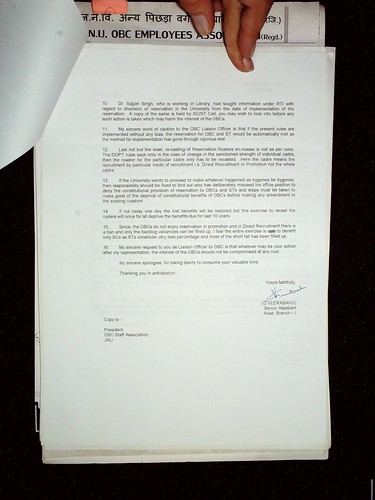 ज.ने.वि. अन्य पिछड़ा वर्ग
N.U. OBC EMPLOYEES ASSO (Regd.)
10. Dr. Sajjan Singh, who is working in Library, had sought information under RTI with
regard to diversion of reservation in the University from the date of implementation of the
reservation. A copy of the same is held by SC/ST Cell, you may wish to look into before any
such action is taken which may harm the interest of the OBCs.
11. My sincere word of caution to the OBC Liaison Officer is that if the present rules are
implemented without any bias, the reservation for OBC and ST would be automatically met as
the method for implementation has gone through rigorous test.
12. Last not but the least, re-casting of Reservation Rosters en-masse is not as per rules.
The DOPT rules says only in the case of change in the sanctioned strength of individual cadre,
then the roaster for the particular cadre only has to be recasted. Here the cadre means the
recruitment by particular mode of recruitment i.e. Direct Recruitment or Promotion not the whole
cadre.
13. If the University wants to proceed to make whatever happened as bygones be bygones,
then responsibility should be fixed to find out who has deliberately misused his office position to
deny the constitutional provision of reservation to OBCs and STs and steps must be taken to
make good of the deprival of constitutional benefits of OBCs before making any amendment in
the existing roasters.
14. If not today one day the lost benefits will be restored but this exercise to recast the
rosters will once for all deprive the benefits due for last 10 years.
15. Since, the OBCs do not enjoy reservation in promotion and in Direct Recruitment there is
a ban and only the backlog vacancies can be filled up. I fear the entire exercise is to benefit
only SCs as STs constitute very less percentage and most of the short fall has been filled up.
16. My sincere request to you as Liaison Officer to OBC is that whatever may be your action
after my representation, the interest of the OBCs should not be compromised at any cost.
My sincere apologies, for taking liberty to consume your valuable time.
Thanking you in anticipation.
Yours faithfully,
(G.VEERABAHU)
Senior Assistant
Acad. Branch – I
Copy to :-
President,
OBC Staff Association,
JNU